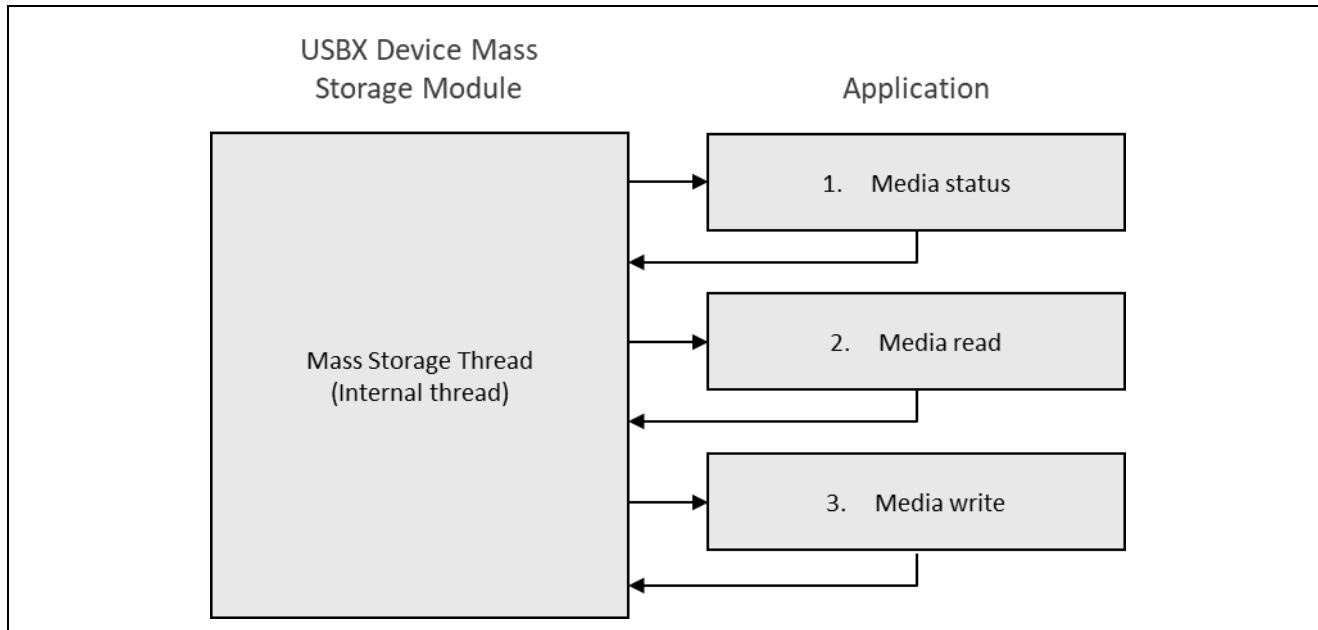 USBX Device Mass
Storage Module
Application
Mass Storage Thread
(Internal thread)
1. Media status
2. Media read
3. Media write